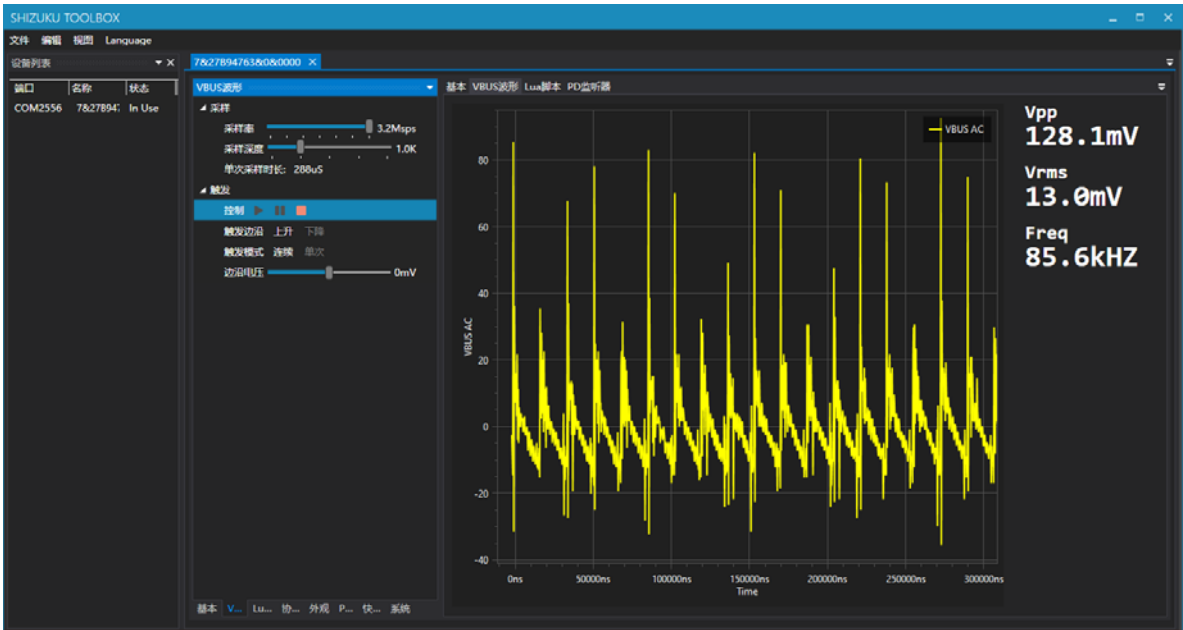 SHIZUKU TOOLBOX
文件 编辑 视图 Language
设备列表
端口 名称 状态
COM2556 7&27B947 In Use
7&27B94763&0&0000
VBUS波形
采样
采样率 3.2Msps
采样深度 1.0K
单次采样时长: 288uS
触发
控制
触发边沿 上升 下降
触发模式 连续 单次
边沿电压 0mV
基本 V... Lu... 协... 外观 P... 快... 系统
基本 VBUS波形 Lua脚本 PD监听器
VBUS AC
80
60
40
20
0
-20
-40
VBUS AC
0ns 50000ns 100000ns 150000ns 200000ns 250000ns 300000ns
Time
Vpp
128.1mV
Vrms
13.0mV
Freq
85.6kHZ